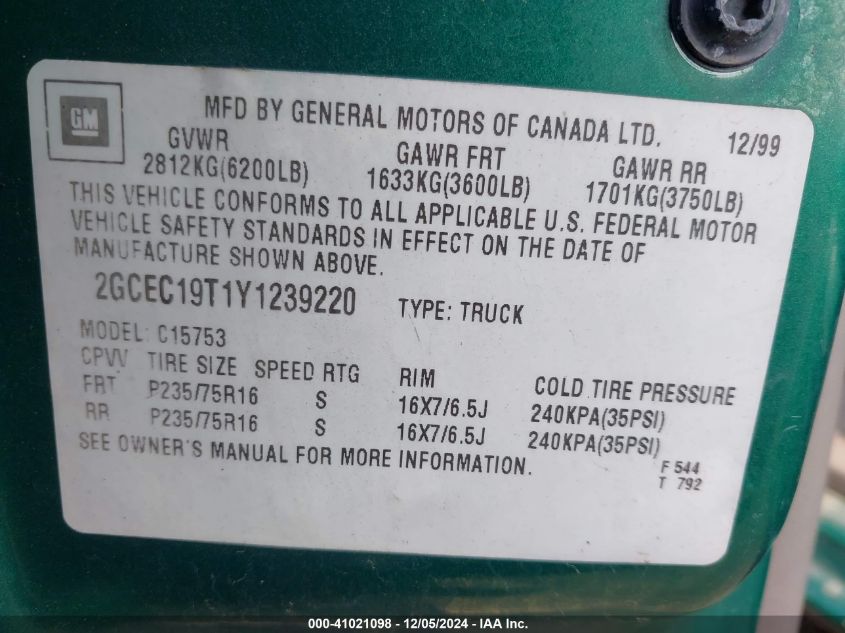 GM
MFD BY GENERAL MOTORS OF CANADA LTD.
12/99
GVWR GAWR FRT GAWR RR
2812KG(6200LB) 1633KG(3600LB) 1701KG(3750LB)
THIS VEHICLE CONFORMS TO ALL APPLICABLE U.S. FEDERAL MOTOR
VEHICLE SAFETY STANDARDS IN EFFECT ON THE DATE OF
MANUFACTURE SHOWN ABOVE.
2GCEC19T1Y1239220 TYPE: TRUCK
MODEL: C15753
CPVV TIRE SIZE SPEED RTG RIM COLD TIRE PRESSURE
FRT P235/75R16 S 16X7/6.5J 240KPA(35PSI)
RR P235/75R16 S 16X7/6.5J 240KPA(35PSI)
SEE OWNER'S MANUAL FOR MORE INFORMATION.
F 544
T 792
000-41021098 - 12/05/2024 - IAA Inc.